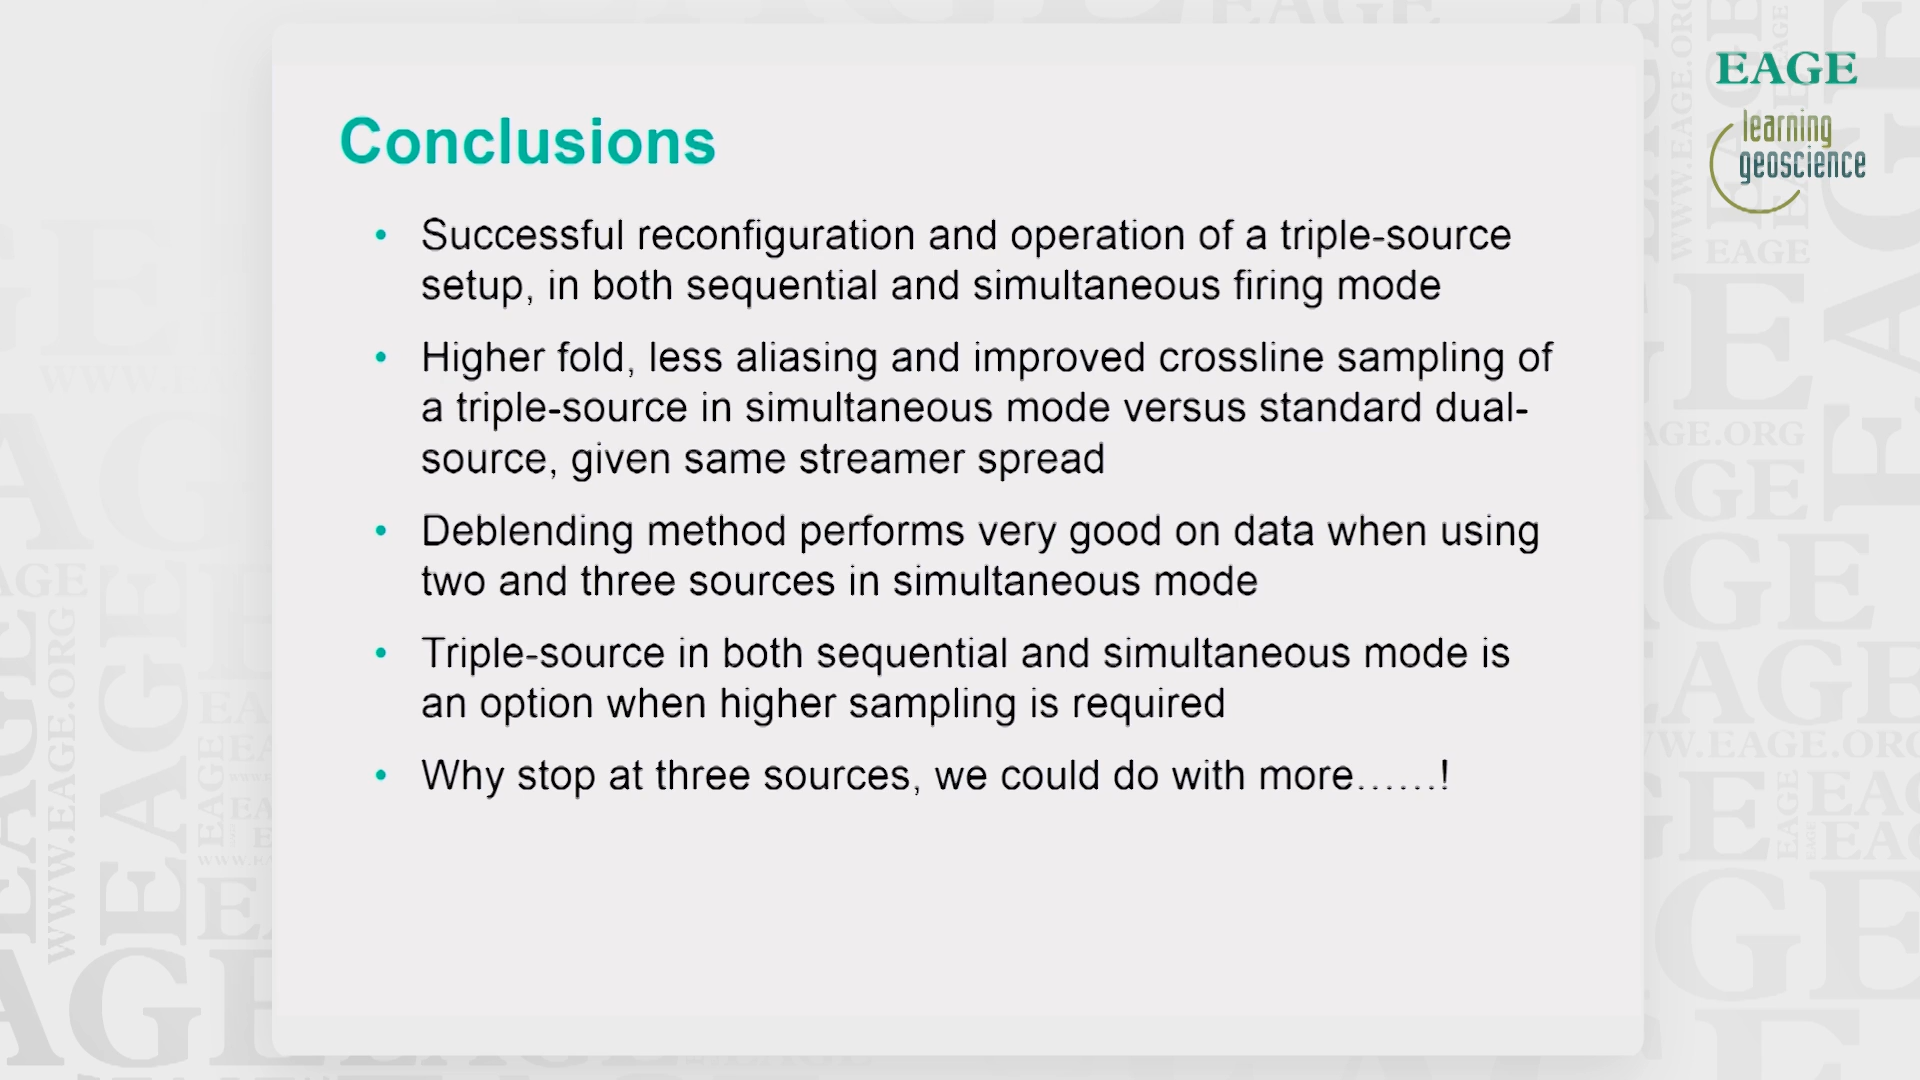 EAGE
learning
geoscience
Conclusions
• Successful reconfiguration and operation of a triple-source
setup, in both sequential and simultaneous firing mode
• Higher fold, less aliasing and improved crossline sampling of
a triple-source in simultaneous mode versus standard dual-
source, given same streamer spread
• Deblending method performs very good on data when using
two and three sources in simultaneous mode
• Triple-source in both sequential and simultaneous mode is
an option when higher sampling is required
• Why stop at three sources, we could do with more……!